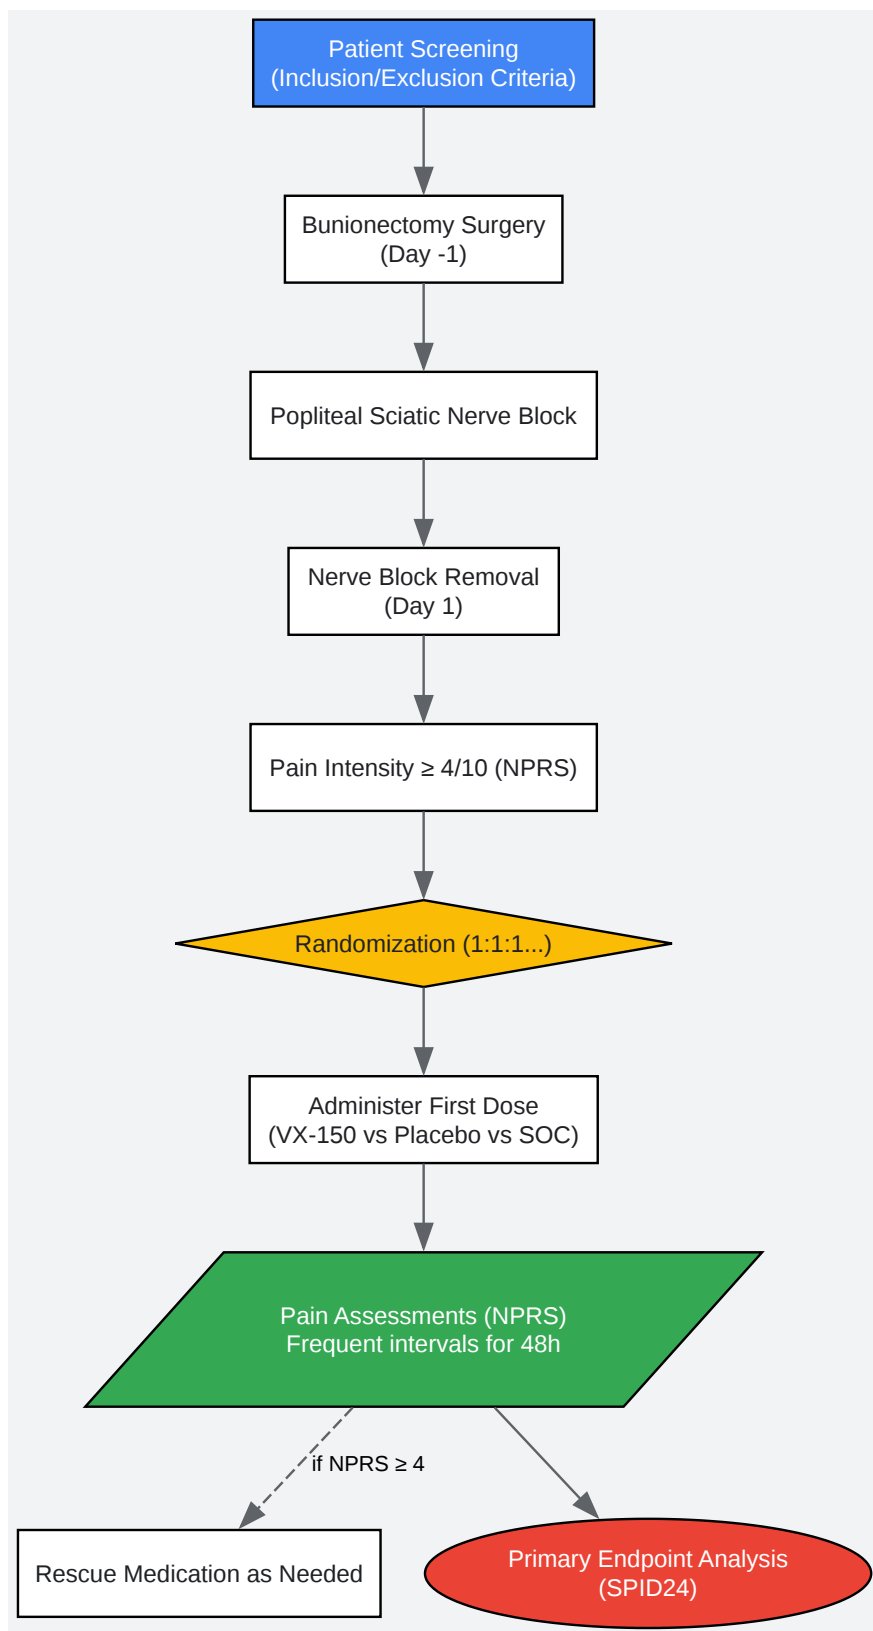 Patient Screening
(Inclusion/Exclusion Criteria)
Bunionectomy Surgery
(Day -1)
Popliteal Sciatic Nerve Block
Nerve Block Removal
(Day 1)
Pain Intensity ≥ 4/10 (NPRS)
Randomization (1:1:1...)
Administer First Dose
(VX-150 vs Placebo vs SOC)
Pain Assessments (NPRS)
Frequent intervals for 48h
if NPRS ≥ 4
Rescue Medication as Needed
Primary Endpoint Analysis
(SPID24)